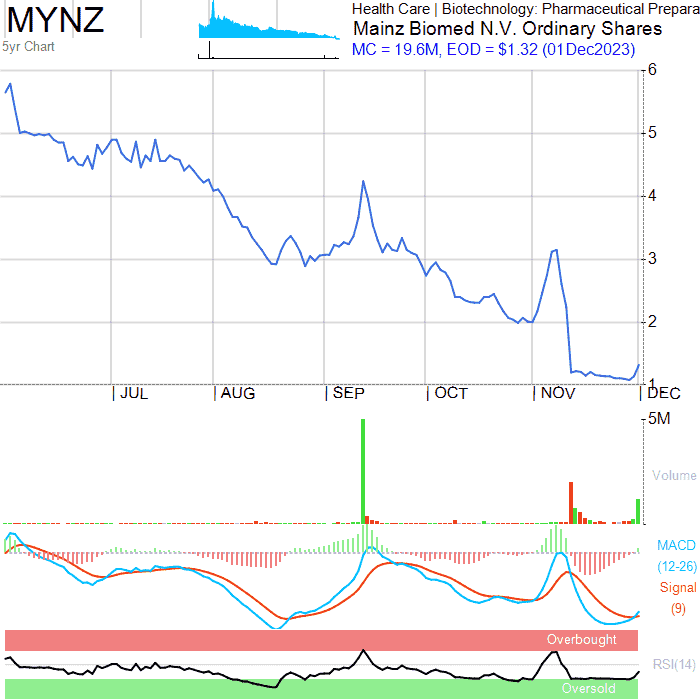 MYNZ
5yr Chart
Health Care | Biotechnology: Pharmaceutical Prepara
Mainz Biomed N.V. Ordinary Shares
MC = 19.6M, EOD = $1.32 (01Dec2023)
6
5
4
3
2
1
JUL AUG SEP OCT NOV DEC
5M
Volume
MACD
(12-26)
Signal
(9)
Overbought
RSI(14)
Oversold